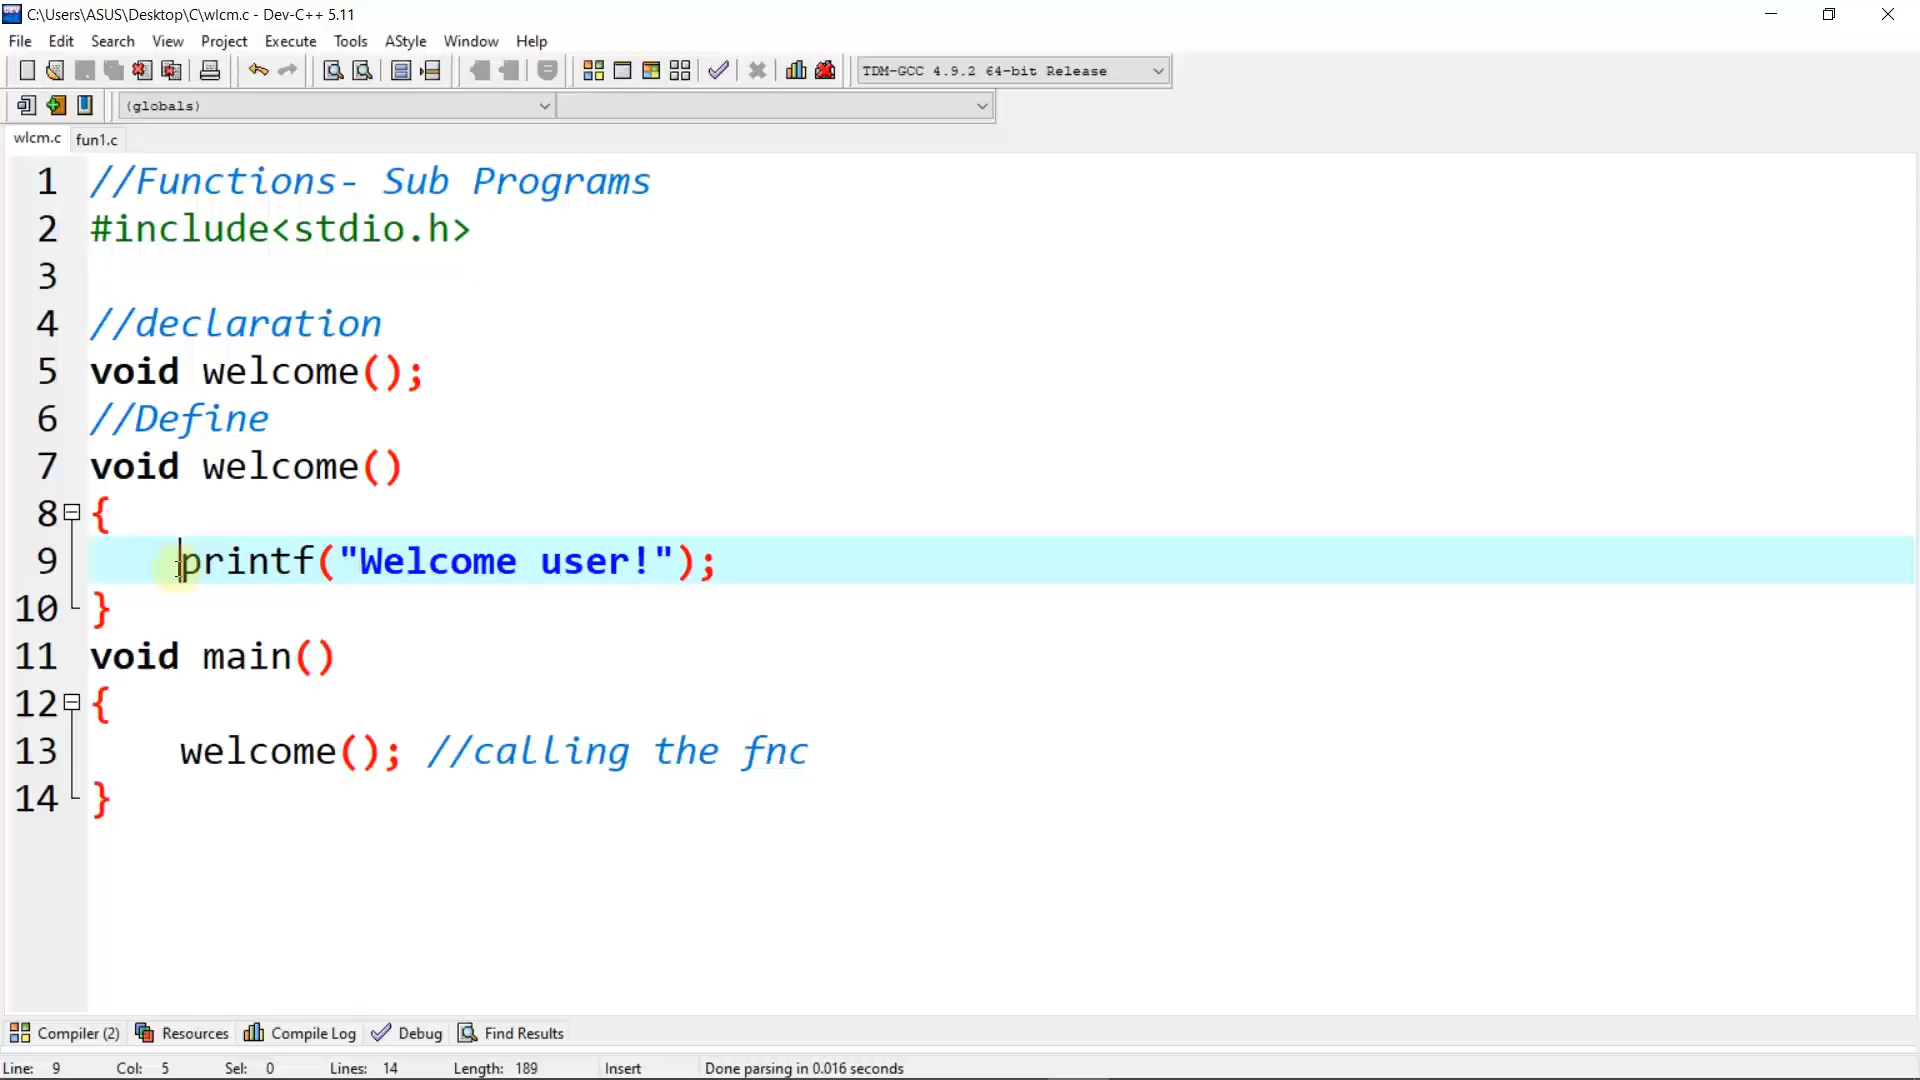 C:\Users\ASUS\Desktop\C\wlcm.c - Dev-C++ 5.11
File Edit Search View Project Execute Tools AStyle Window Help
TDM-GCC 4.9.2 64-bit Release
(globals)
wlcm.c fun1.c
1 //Functions- Sub Programs
2 #include<stdio.h>
3
4 //declaration
5 void welcome();
6 //Define
7 void welcome()
8 {
9 printf("Welcome user!");
10 }
11 void main()
12 {
13 welcome(); //calling the fnc
14 }
Compiler (2) Resources Compile Log Debug Find Results
Line: 9 Col: 5 Sel: 0 Lines: 14 Length: 189 Insert Done parsing in 0.016 seconds